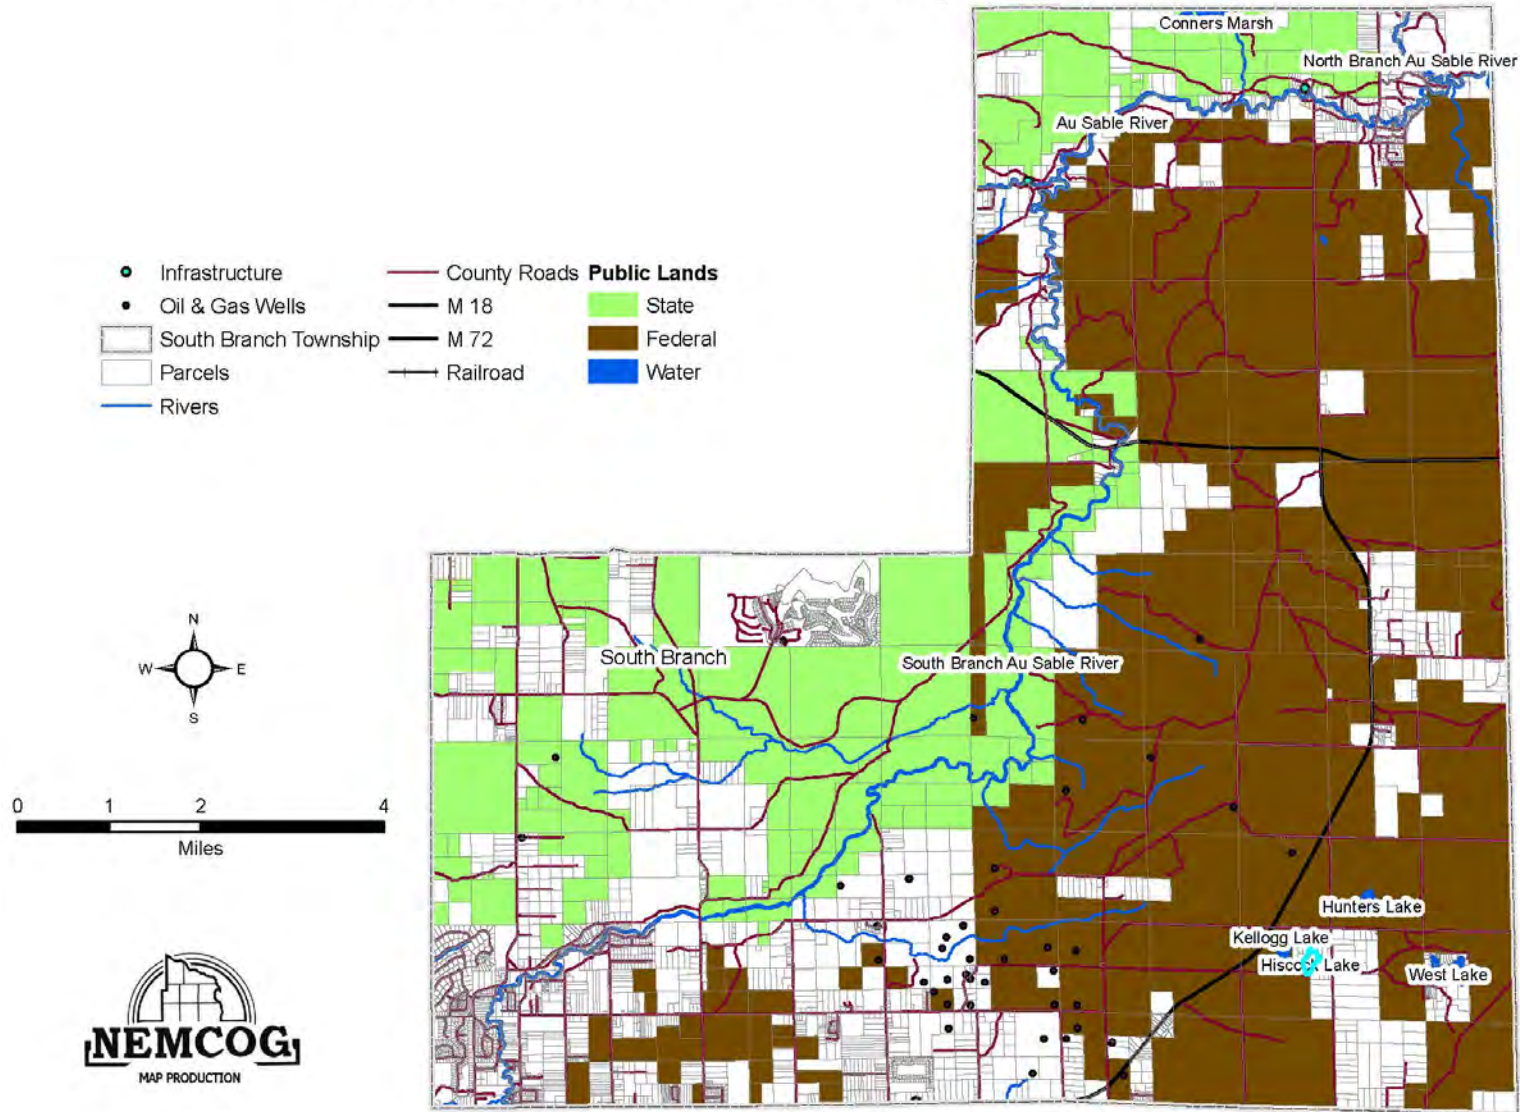 Conners Marsh
North Branch Au Sable River
Au Sable River
Infrastructure
Oil & Gas Wells
South Branch Township
Parcels
Rivers
County Roads
M 18
M 72
Railroad
Public Lands
State
Federal
Water
N
W E
S
South Branch
South Branch Au Sable River
0 1 2 4
Miles
Hunters Lake
Kellogg Lake
Hiscock Lake
West Lake
NEMCOG
MAP PRODUCTION